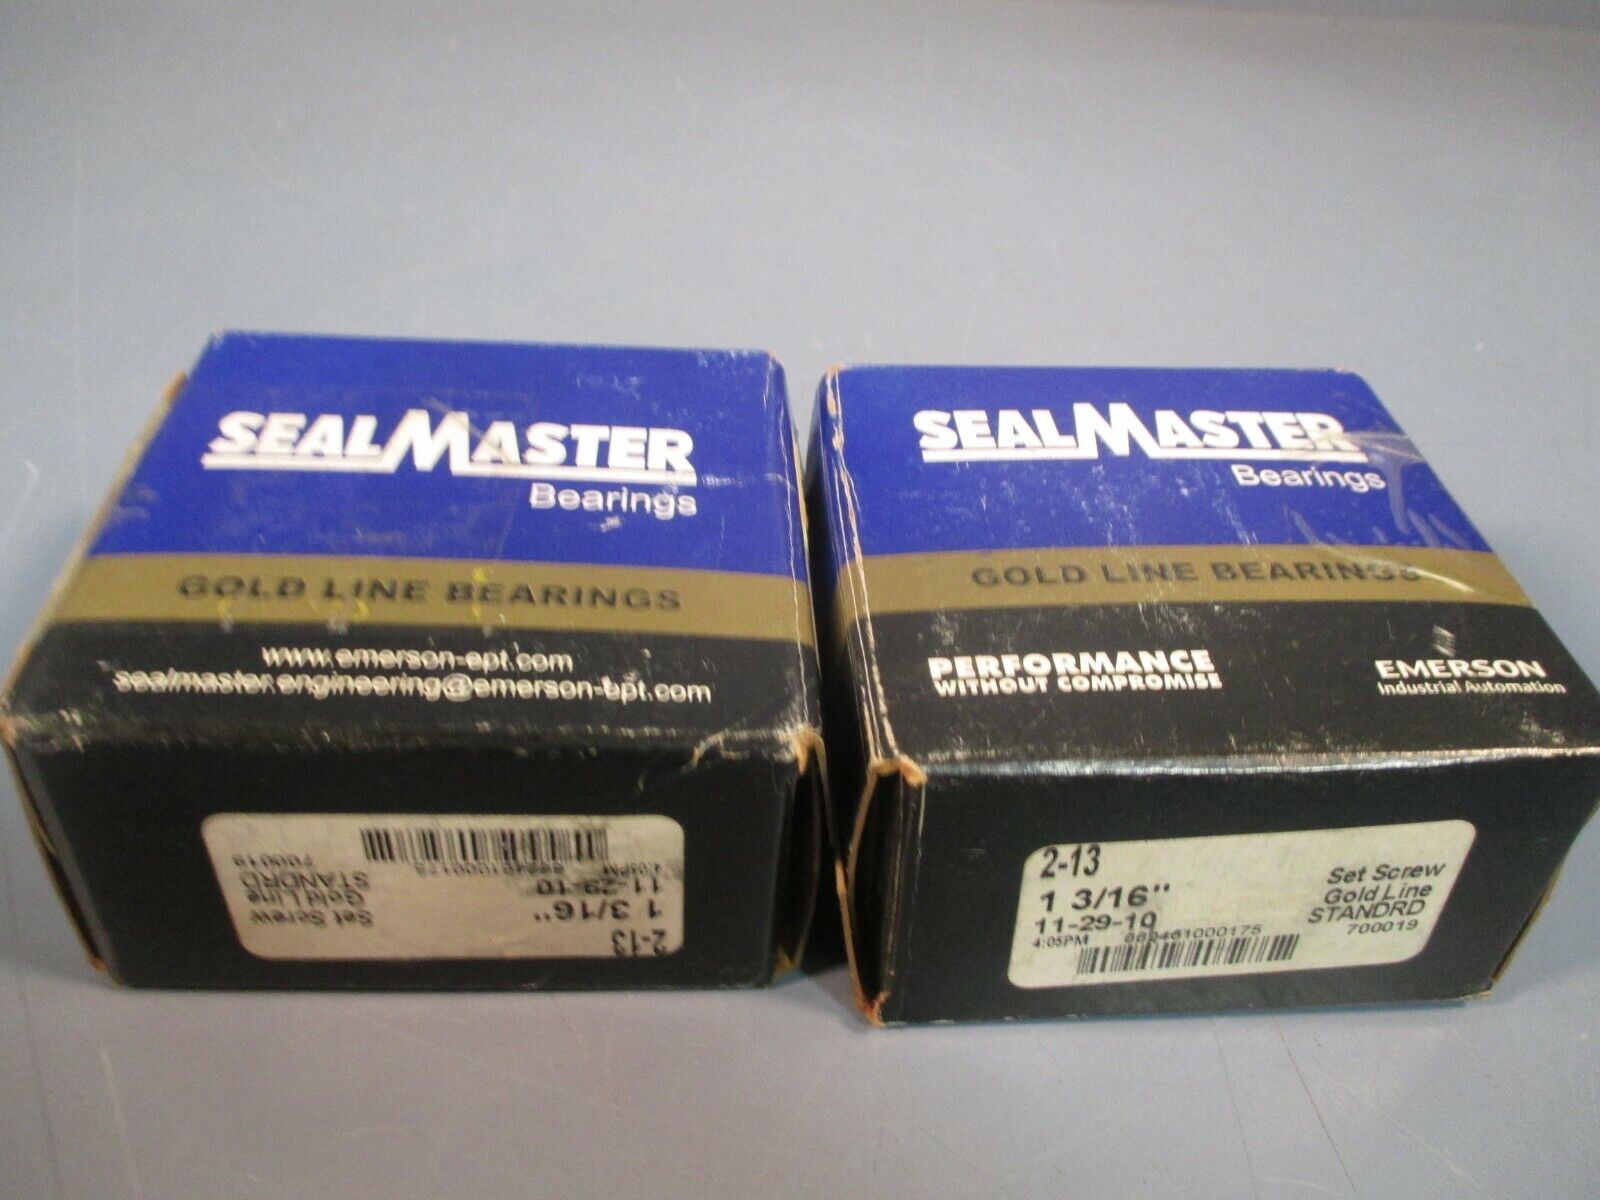 SEALMASTER
Bearings
GOLD LINE BEARINGS
www.emerson-ept.com
sealmaster.engineering@emerson-ept.com
2-13
1 3/16"
11-29-10
4:05PM
Set Screw
Gold Line
STANDRD
700019
SEALMASTER
Bearings
GOLD LINE BEARINGS
PERFORMANCE
WITHOUT COMPROMISE
EMERSON
Industrial Automation
2-13
1 3/16"
11-29-10
4:05PM
Set Screw
Gold Line
STANDRD
700019